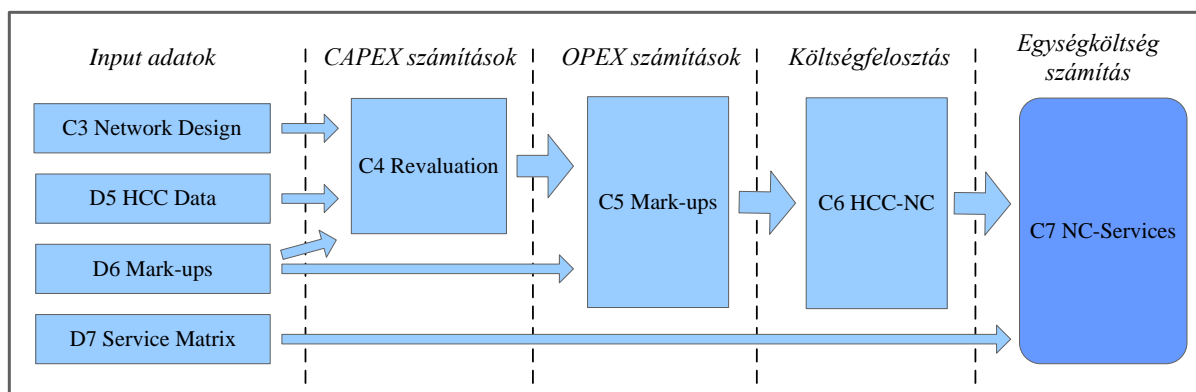 Input adatok
CAPEX számítások
OPEX számítások
Költségfelosztás
Egységköltség
számítás
C3 Network Design
D5 HCC Data
D6 Mark-ups
D7 Service Matrix
C4 Revaluation
C5 Mark-ups
C6 HCC-NC
C7 NC-Services